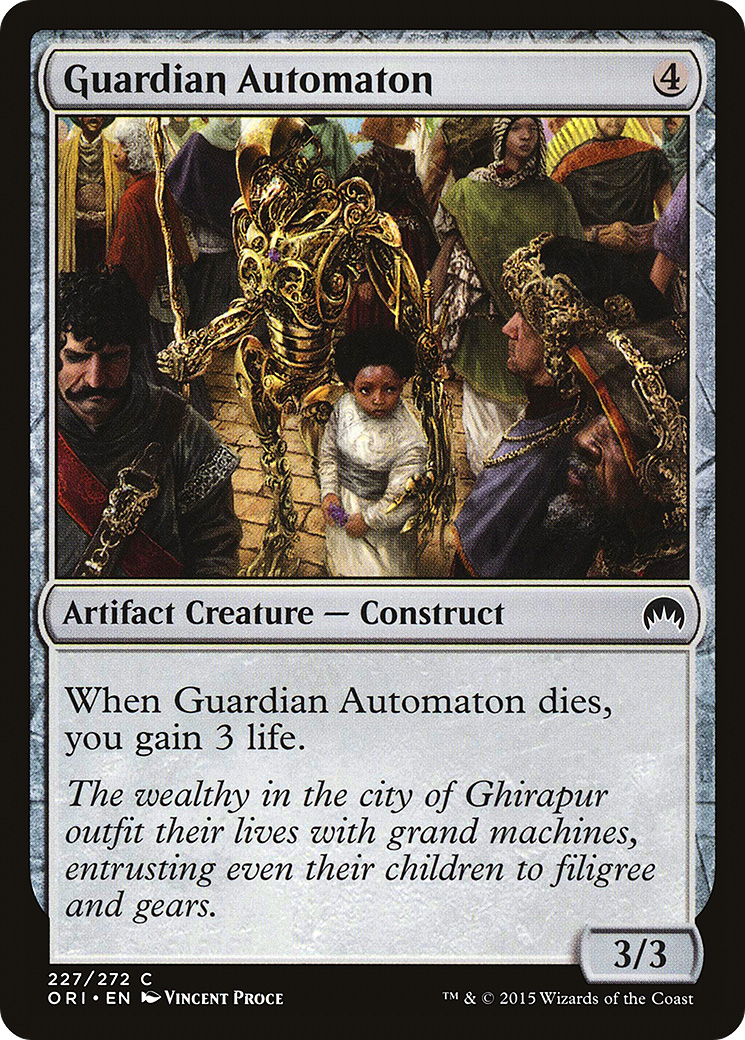 Guardian Automaton 4
Artifact Creature — Construct
When Guardian Automaton dies,
you gain 3 life.
The wealthy in the city of Ghirapur
outfit their lives with grand machines,
entrusting even their children to filigree
and gears.
3/3
227/272 C
ORI • EN Vincent Proce
™ & © 2015 Wizards of the Coast